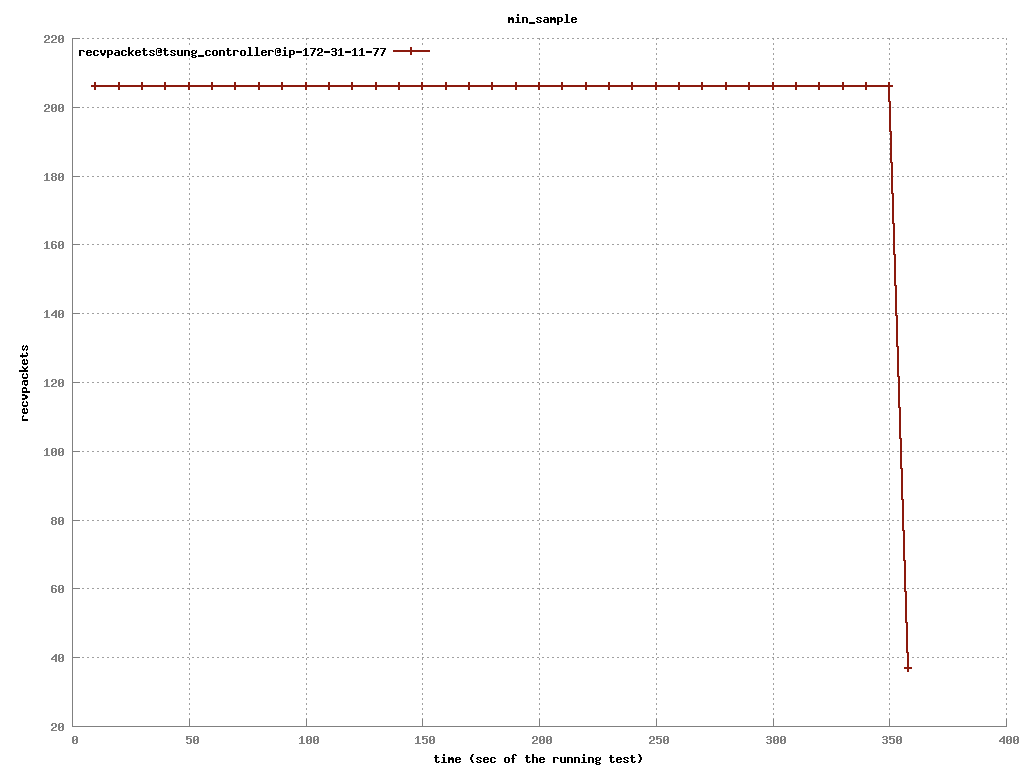 min_sample
220
recvpackets@tsung_controller@ip-172-31-11-77
200
180
160
140
120
100
80
60
40
20
recvpackets
0 50 100 150 200 250 300 350 400
time (sec of the running test)